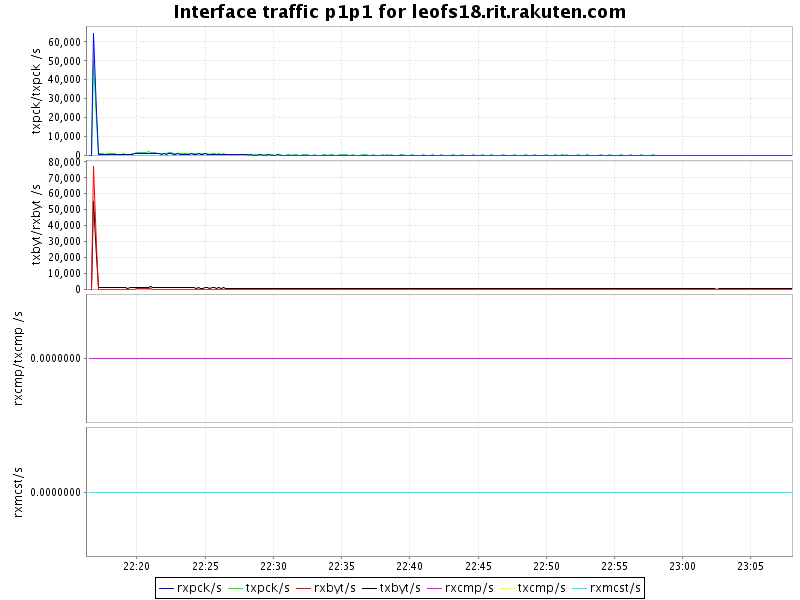 Interface traffic p1p1 for leofs18.rit.rakuten.com
txpck/txpck /s
60,000
50,000
40,000
30,000
20,000
10,000
0
txbyt/rxbyt /s
80,000
70,000
60,000
50,000
40,000
30,000
20,000
10,000
0
rxcmp/txcmp /s
0.0000000
rxmcst/s
0.0000000
22:20 22:25 22:30 22:35 22:40 22:45 22:50 22:55 23:00 23:05
rxpck/s txpck/s rxbyt/s txbyt/s rxcmp/s txcmp/s rxmcst/s